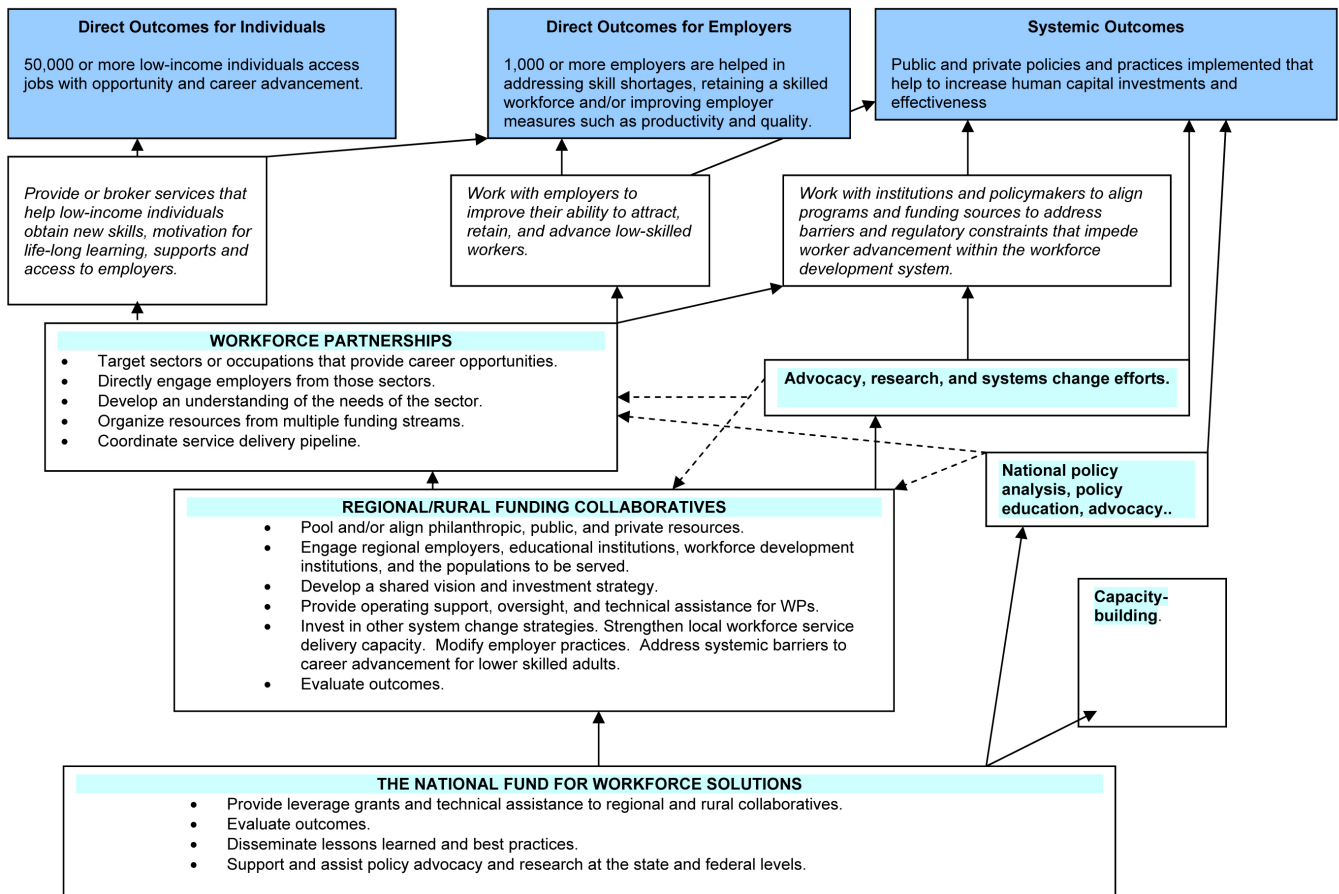 Direct Outcomes for Individuals
50,000 or more low-income individuals access
jobs with opportunity and career advancement.
Direct Outcomes for Employers
1,000 or more employers are helped in
addressing skill shortages, retaining a skilled
workforce and/or improving employer
measures such as productivity and quality.
Systemic Outcomes
Public and private policies and practices implemented that
help to increase human capital investments and
effectiveness
Provide or broker services that
help low-income individuals
obtain new skills, motivation for
life-long learning, supports and
access to employers.
Work with employers to
improve their ability to attract,
retain, and advance low-skilled
workers.
Work with institutions and policymakers to align
programs and funding sources to address
barriers and regulatory constraints that impede
worker advancement within the workforce
development system.
WORKFORCE PARTNERSHIPS
• Target sectors or occupations that provide career opportunities.
• Directly engage employers from those sectors.
• Develop an understanding of the needs of the sector.
• Organize resources from multiple funding streams.
• Coordinate service delivery pipeline.
Advocacy, research, and systems change efforts.
National policy
analysis, policy
education, advocacy..
REGIONAL/RURAL FUNDING COLLABORATIVES
• Pool and/or align philanthropic, public, and private resources.
• Engage regional employers, educational institutions, workforce development
institutions, and the populations to be served.
• Develop a shared vision and investment strategy.
• Provide operating support, oversight, and technical assistance for WPs.
• Invest in other system change strategies. Strengthen local workforce service
delivery capacity.  Modify employer practices.  Address systemic barriers to
career advancement for lower skilled adults.
• Evaluate outcomes.
Capacity-
building.
THE NATIONAL FUND FOR WORKFORCE SOLUTIONS
• Provide leverage grants and technical assistance to regional and rural collaboratives.
• Evaluate outcomes.
• Disseminate lessons learned and best practices.
• Support and assist policy advocacy and research at the state and federal levels.